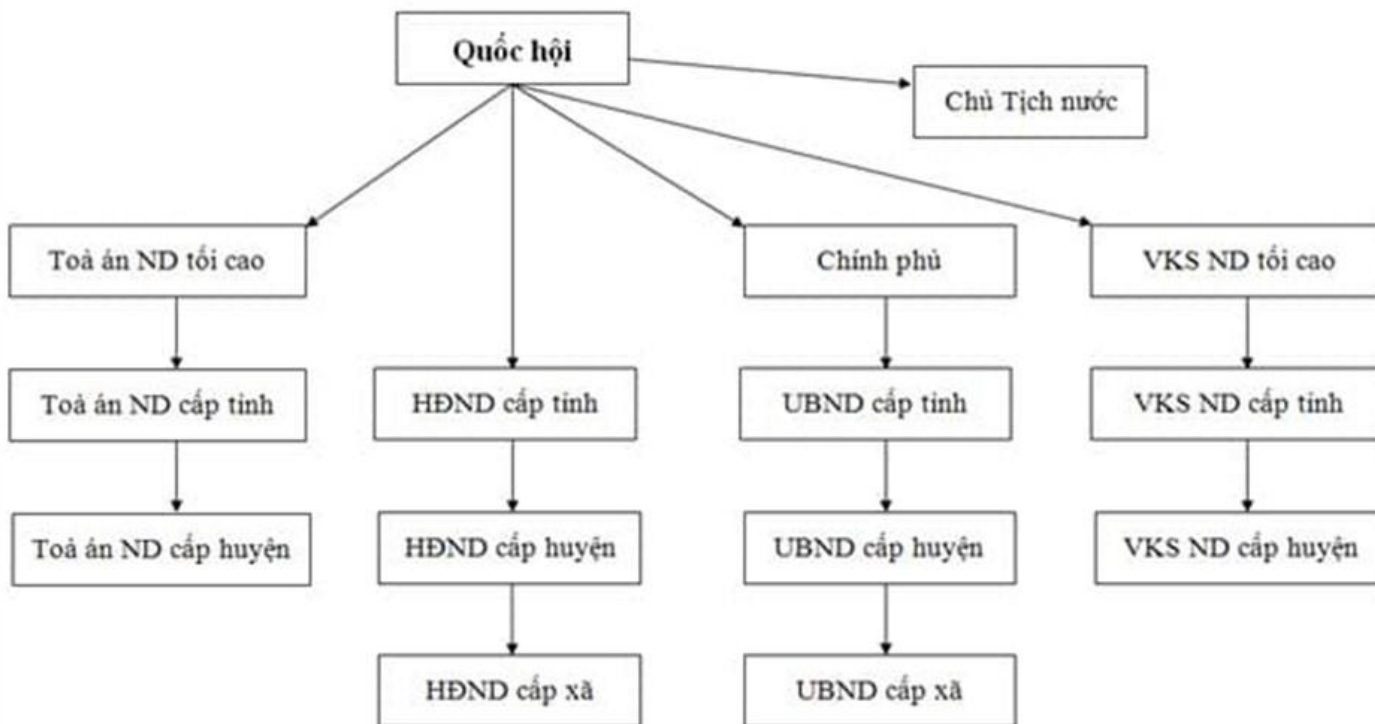 Quốc hội
Chủ Tịch nước
Toà án ND tối cao
Chính phủ
VKS ND tối cao
Toà án ND cấp tỉnh
HĐND cấp tỉnh
UBND cấp tỉnh
VKS ND cấp tỉnh
Toà án ND cấp huyện
HĐND cấp huyện
UBND cấp huyện
VKS ND cấp huyện
HĐND cấp xã
UBND cấp xã